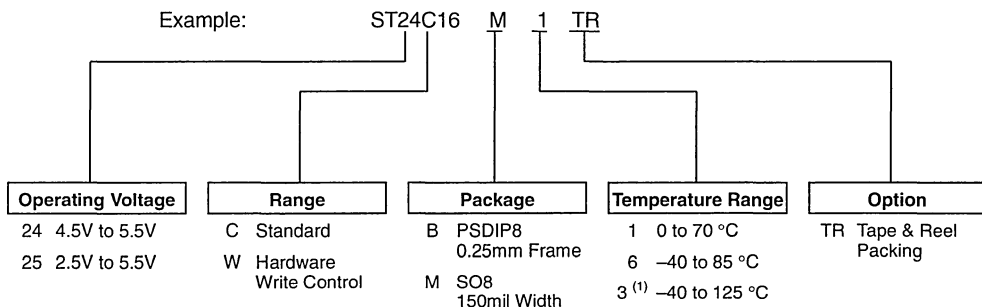 Example: ST24C16 M 1 TR
Operating Voltage Range Package Temperature Range Option
24 4.5V to 5.5V C Standard B PSDIP8 1 0 to 70 °C TR Tape & Reel
0.25mm Frame Packing
25 2.5V to 5.5V W Hardware 6 –40 to 85 °C
Write Control M SO8 3 (1) –40 to 125 °C
150mil Width